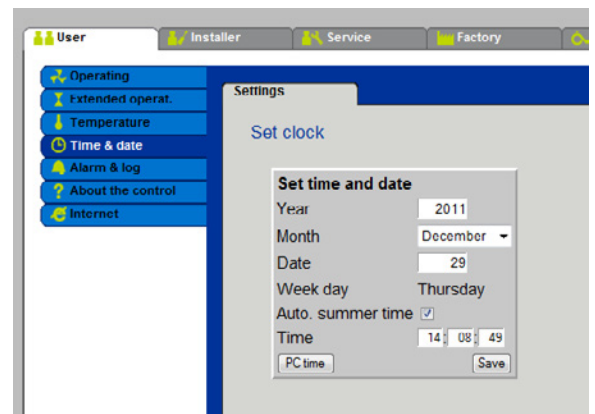 User
Installer
Service
Factory
Operating
Extended operat.
Temperature
Time & date
Alarm & log
? About the control
Internet
Settings
Set clock
Set time and date
Year 2011
Month December
Date 29
Week day Thursday
Auto. summer time
Time 14: 08: 49
PC time Save